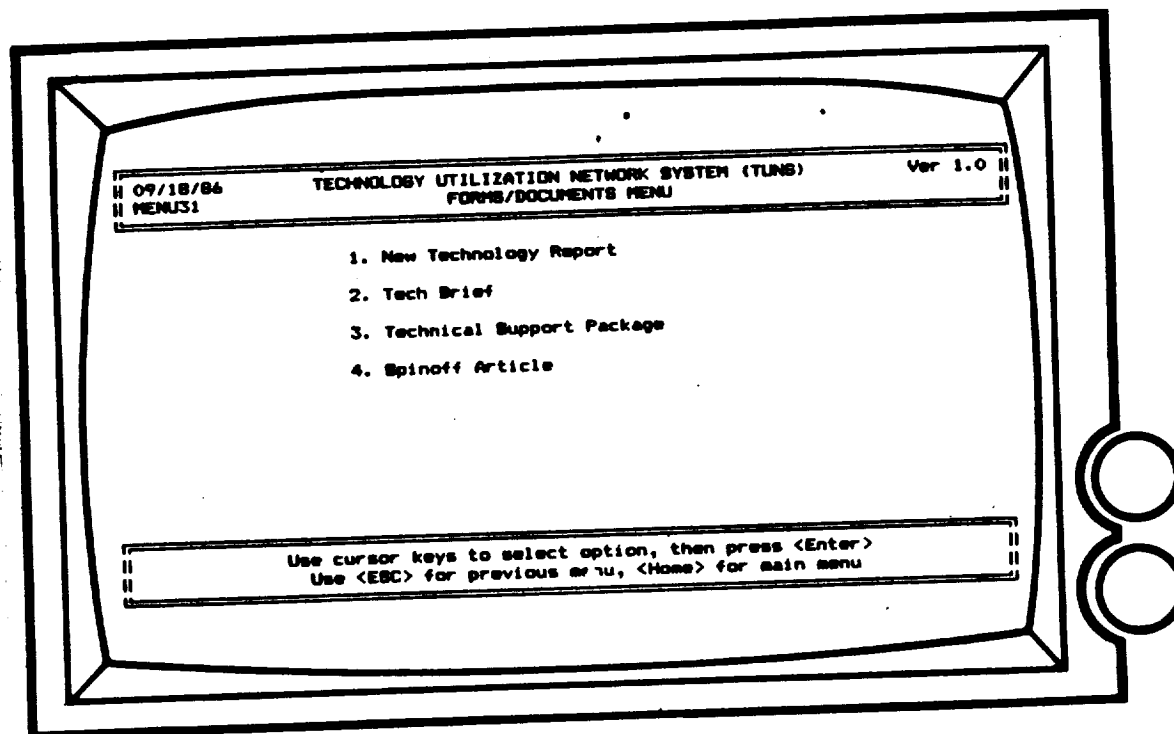 09/18/86 TECHNOLOGY UTILIZATION NETWORK SYSTEM (TUNS) Ver 1.0
MENU31 FORMS/DOCUMENTS MENU
1. New Technology Report
2. Tech Brief
3. Technical Support Package
4. Spinoff Article
Use cursor keys to select option, then press <Enter>
Use <ESC> for previous menu, <Home> for main menu